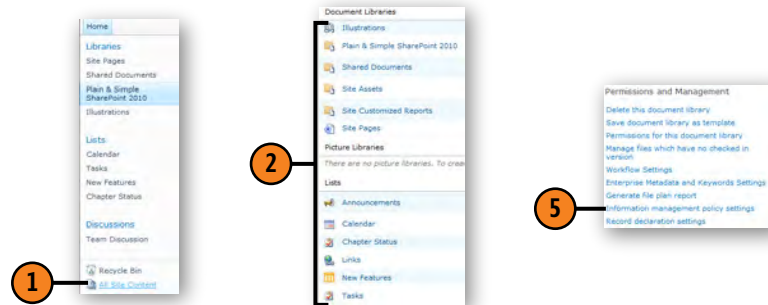 Home
Libraries
Site Pages
Shared Documents
Plain & Simple
SharePoint 2010
Illustrations
Lists
Calendar
Tasks
New Features
Chapter Status
Discussions
Team Discussion
Recycle Bin
All Site Content
1
Document Libraries
Illustrations
Plain & Simple SharePoint 2010
Shared Documents
Site Assets
Site Customized Reports
Site Pages
Picture Libraries
There are no picture libraries. To crea
Lists
Announcements
Calendar
Chapter Status
Links
New Features
Tasks
2
Permissions and Management
Delete this document library
Save document library as template
Permissions for this document library
Manage files which have no checked in
version
Workflow Settings
Enterprise Metadata and Keywords Settings
Generate file plan report
Information management policy settings
Record declaration settings
5